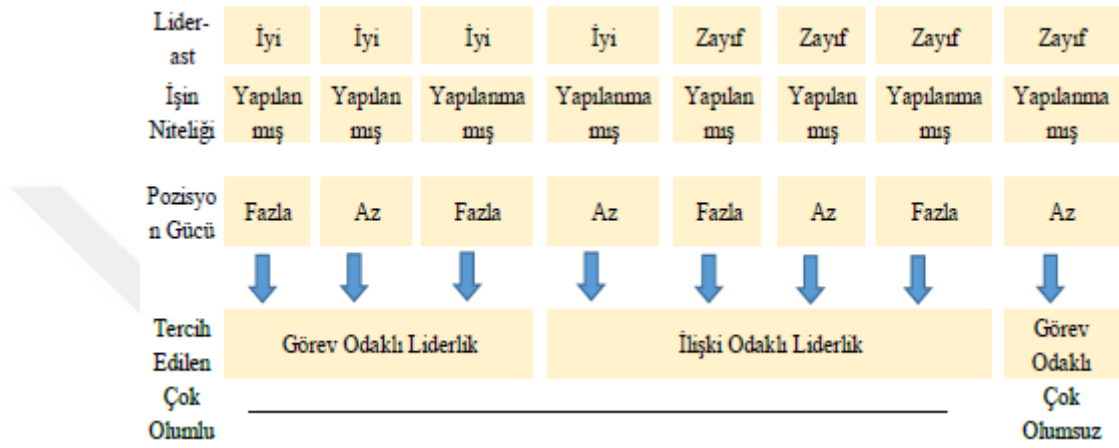 Lider-
ast
İyi
İyi
İyi
İyi
Zayıf
Zayıf
Zayıf
Zayıf
İşin
Niteliği
Yapılan
mış
Yapılan
mış
Yapılanma
mış
Yapılanma
mış
Yapılan
mış
Yapılan
mış
Yapılanma
mış
Yapılanma
mış
Pozisyo
n Gücü
Fazla
Az
Fazla
Az
Fazla
Az
Fazla
Az
Tercih
Edilen
Görev Odaklı Liderlik
İlişki Odaklı Liderlik
Görev
Odaklı
Çok
Olumlu
Çok
Olumsuz